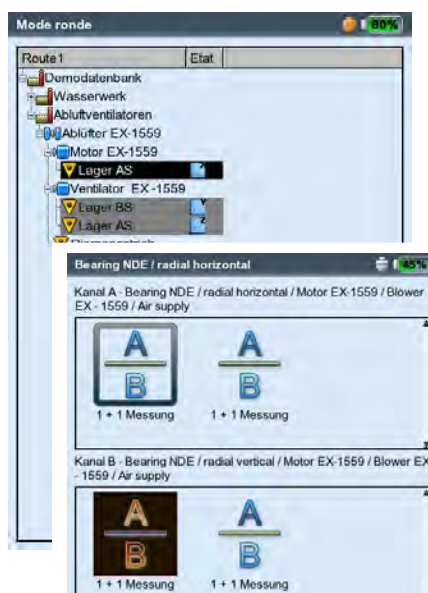 Mode ronde
80%
Route1 Etat
Demodatenbank
Wasserwerk
Abluftventilatoren
Ablüfter EX-1559
Motor EX-1559
Lager AS
Ventilator EX-1559
Lager BS Y
Lager AS Z
Bearing NDE / radial horizontal
45%
Kanal A - Bearing NDE / radial horizontal / Motor EX-1559 / Blower
EX - 1559 / Air supply
A A
B B
1 + 1 Messung 1 + 1 Messung
Kanal B - Bearing NDE / radial vertical / Motor EX-1559 / Blower EX
- 1559 / Air supply
A A
B B
1 + 1 Messung 1 + 1 Messung